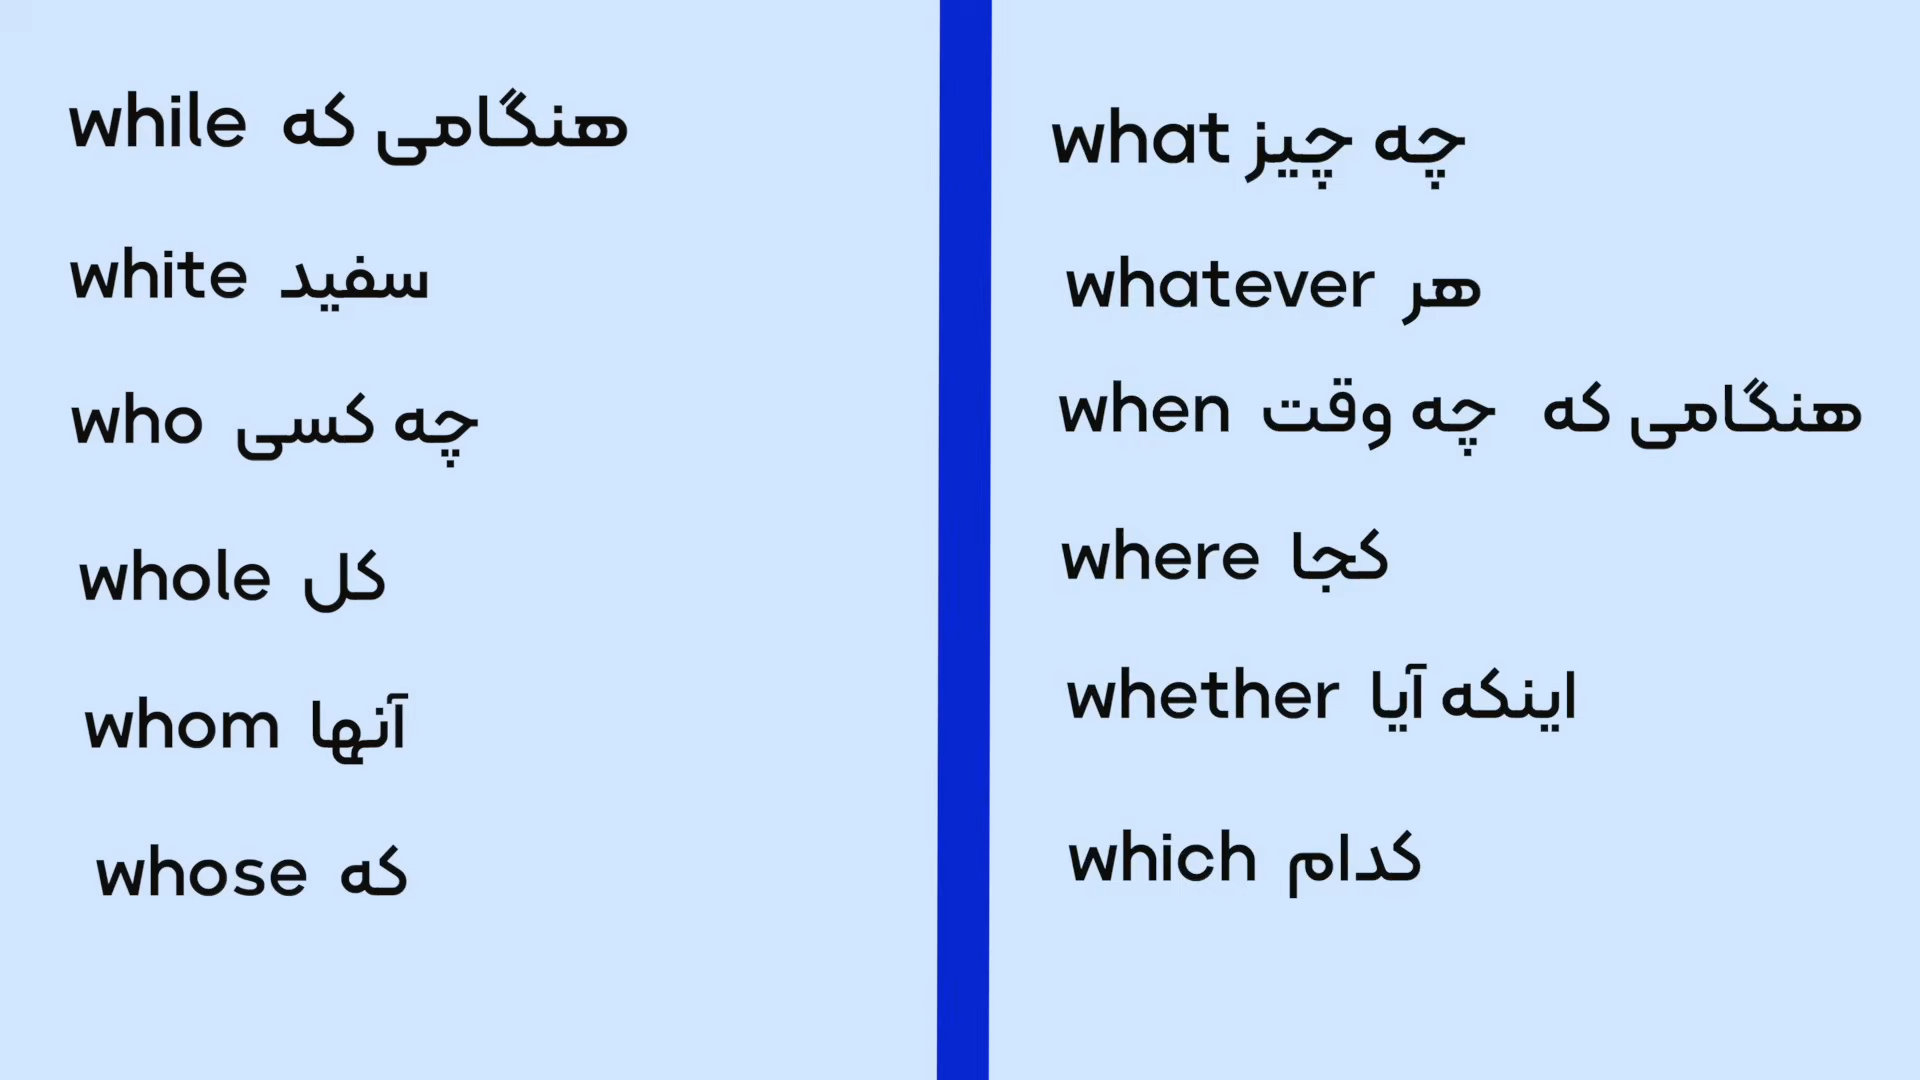 while هنگامی که
white سفید
who چه کسی
whole کل
whom آنها
whose که
what چه چیز
whatever هر
when چه وقت هنگامی که
where کجا
whether اینکه آیا
which کدام